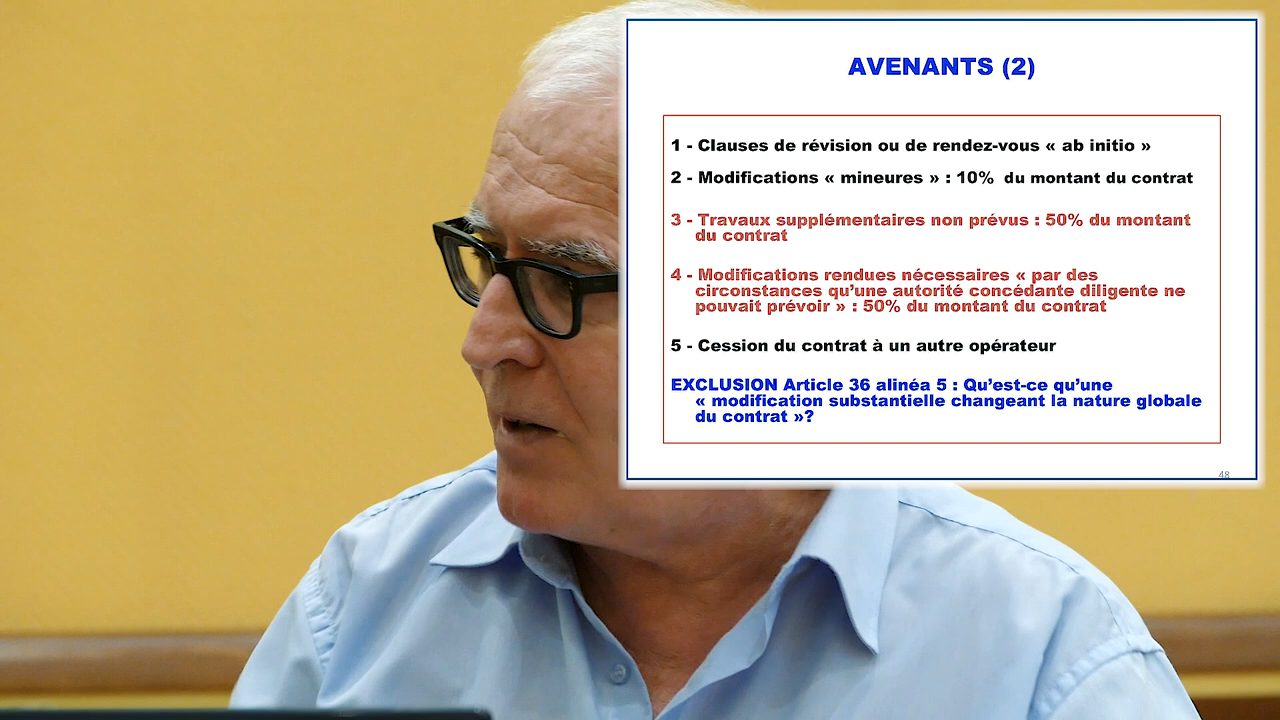 AVENANTS (2)
1 - Clauses de révision ou de rendez-vous « ab initio »
2 - Modifications « mineures » : 10% du montant du contrat
3 - Travaux supplémentaires non prévus : 50% du montant
du contrat
4 - Modifications rendues nécessaires « par des
circonstances qu’une autorité concédante diligente ne
pouvait prévoir » : 50% du montant du contrat
5 - Cession du contrat à un autre opérateur
EXCLUSION Article 36 alinéa 5 : Qu’est-ce qu’une
« modification substantielle changeant la nature globale
du contrat »?
48